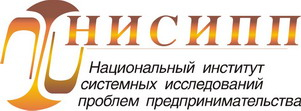 НИСИПП
Национальный институт
системных исследований
проблем предпринимательства